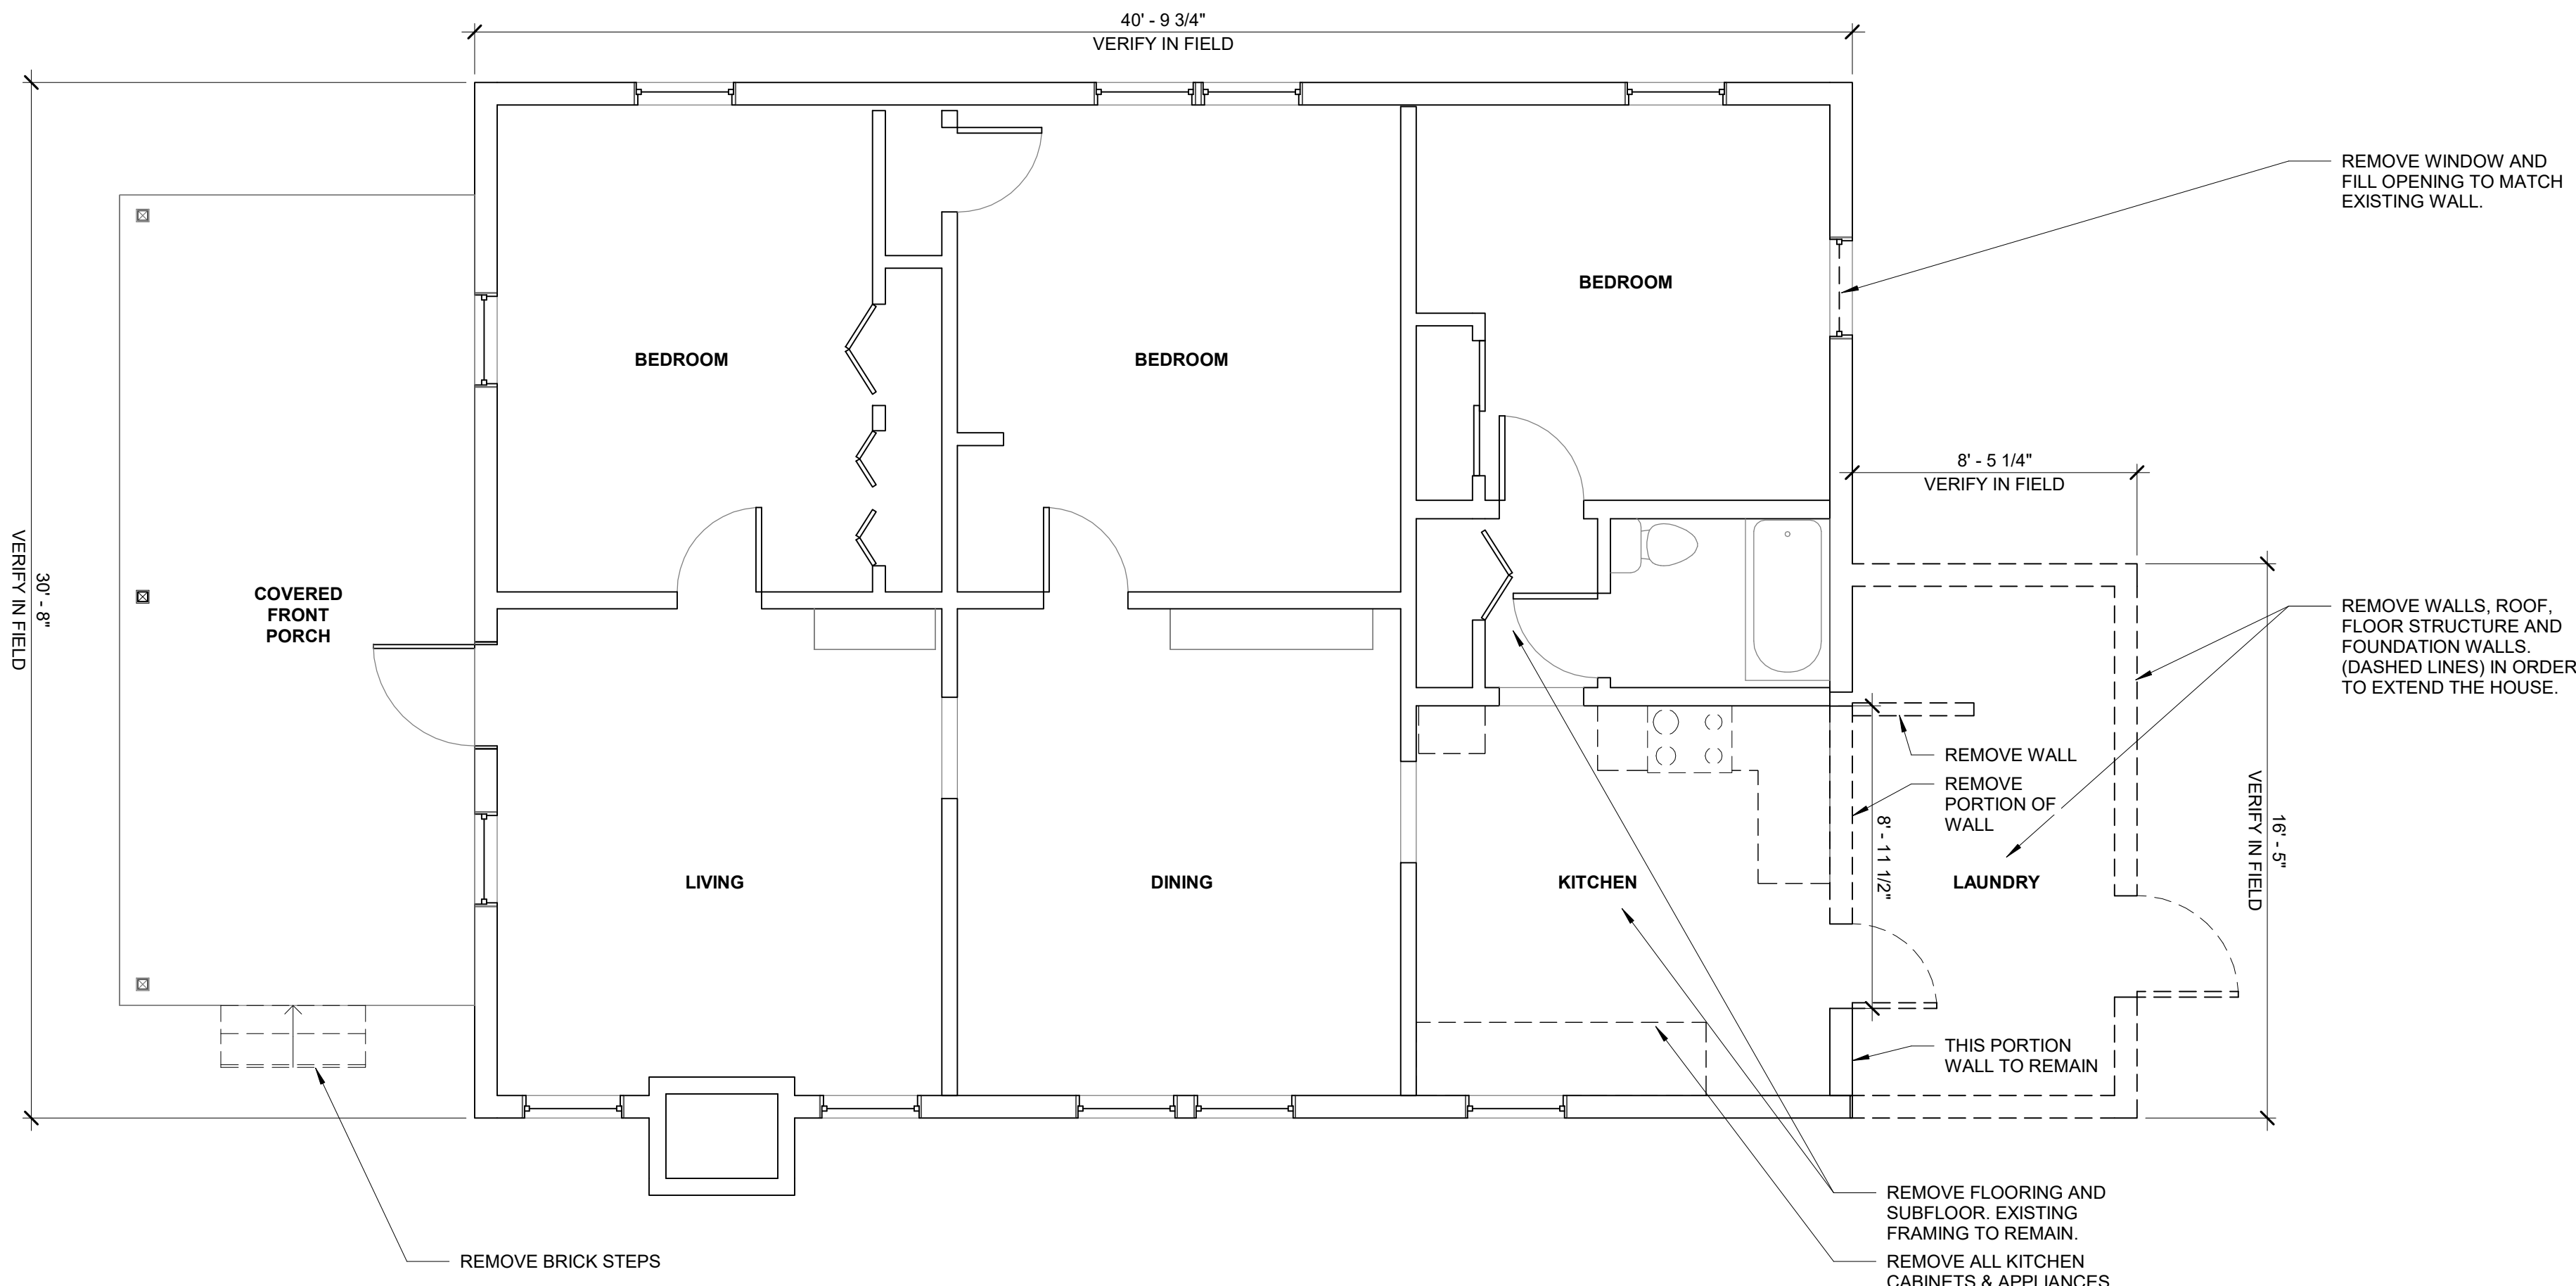 40' - 9 3/4"
VERIFY IN FIELD
REMOVE WINDOW AND
FILL OPENING TO MATCH
EXISTING WALL.
BEDROOM
BEDROOM
BEDROOM
8' - 5 1/4"
VERIFY IN FIELD
30' - 8"
VERIFY IN FIELD
COVERED
FRONT
PORCH
REMOVE WALLS, ROOF,
FLOOR STRUCTURE AND
FOUNDATION WALLS.
(DASHED LINES) IN ORDER
TO EXTEND THE HOUSE.
REMOVE WALL
REMOVE
PORTION OF
WALL
8' - 11 1/2"
16' - 5"
VERIFY IN FIELD
LIVING
DINING
KITCHEN
LAUNDRY
THIS PORTION
WALL TO REMAIN
REMOVE FLOORING AND
SUBFLOOR. EXISTING
FRAMING TO REMAIN.
REMOVE BRICK STEPS
REMOVE ALL KITCHEN
CABINETS & APPLIANCES